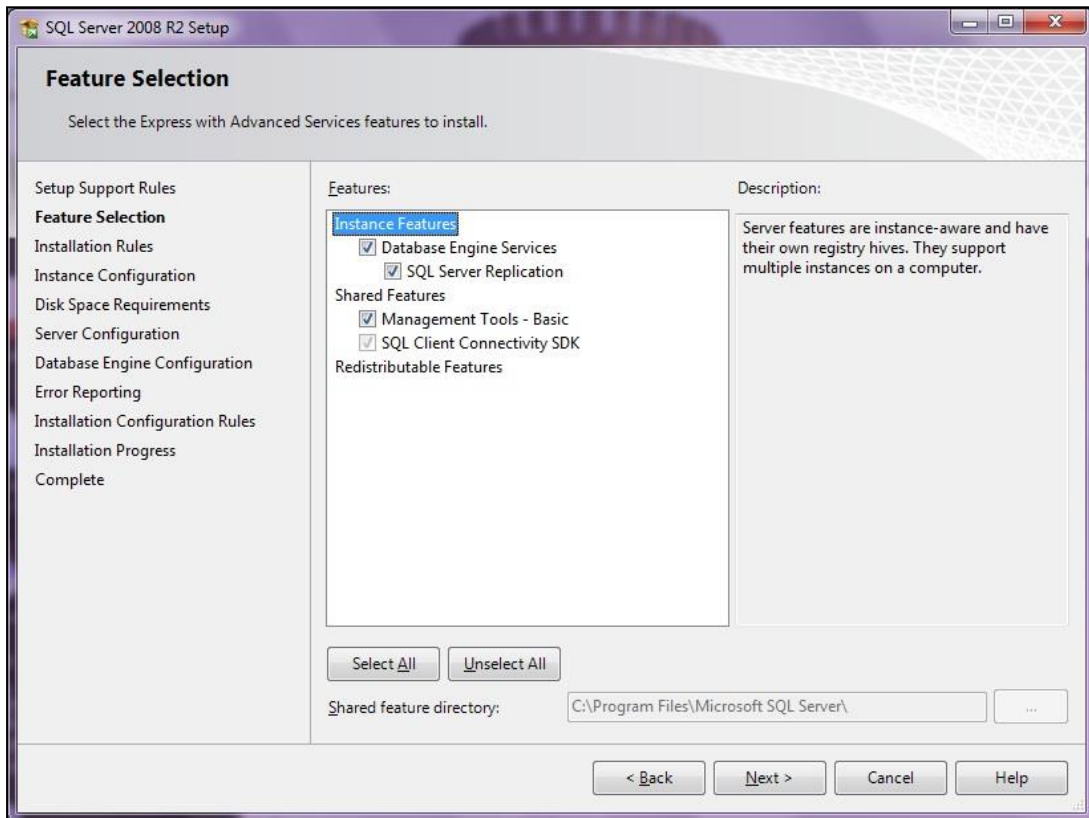 SQL Server 2008 R2 Setup
Feature Selection
Select the Express with Advanced Services features to install.
Setup Support Rules
Feature Selection
Installation Rules
Instance Configuration
Disk Space Requirements
Server Configuration
Database Engine Configuration
Error Reporting
Installation Configuration Rules
Installation Progress
Complete
Features:
Instance Features
Database Engine Services
SQL Server Replication
Shared Features
Management Tools - Basic
SQL Client Connectivity SDK
Redistributable Features
Description:
Server features are instance-aware and have
their own registry hives. They support
multiple instances on a computer.
Select All
Unselect All
Shared feature directory:
C:\Program Files\Microsoft SQL Server\
...
< Back
Next >
Cancel
Help